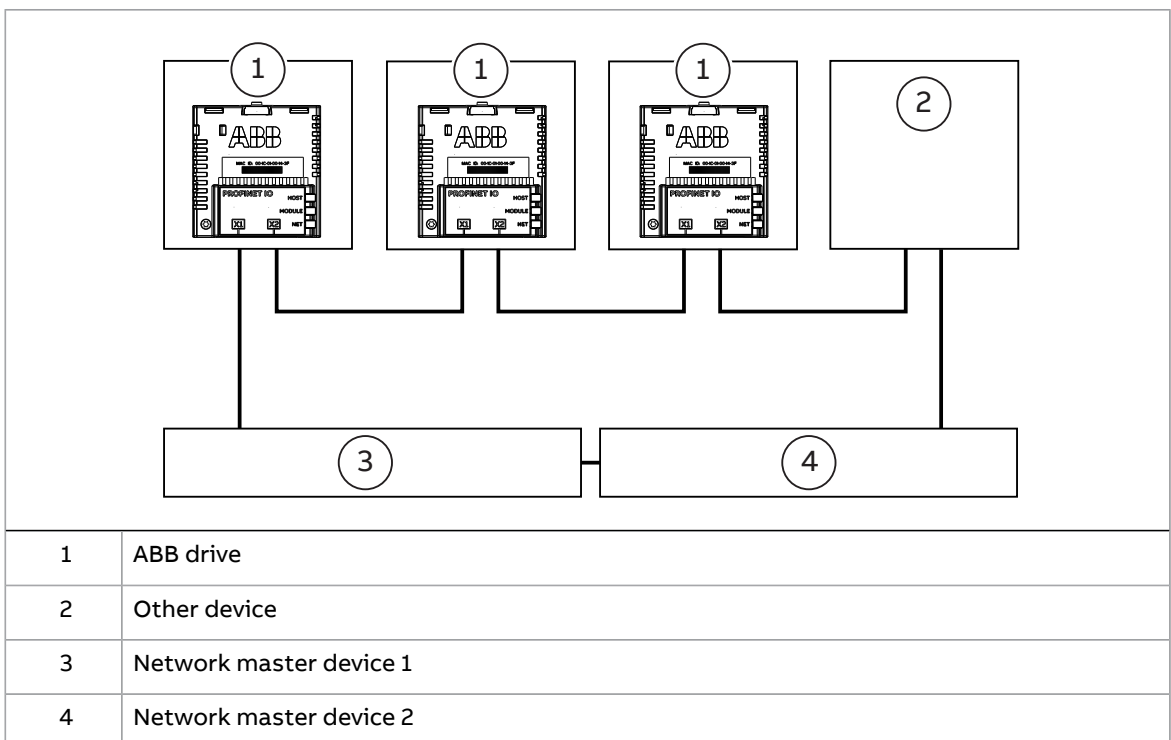 1 1 1 2
ABB ABB ABB
PROFINET IO PROFINET IO PROFINET IO
HOST HOST HOST
MODULE MODULE MODULE
X1 X2 NET X1 X2 NET X1 X2 NET
3 4
1 ABB drive
2 Other device
3 Network master device 1
4 Network master device 2